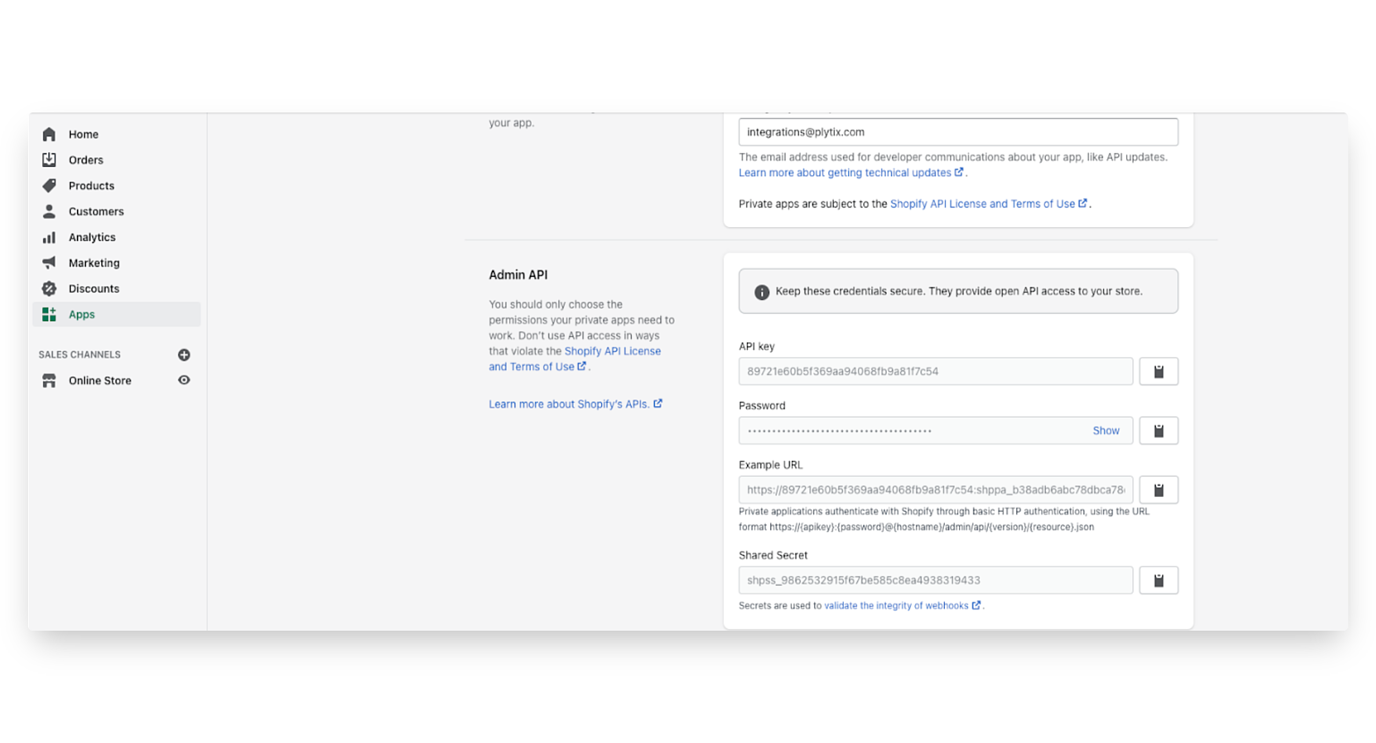 Home
Orders
Products
Customers
Analytics
Marketing
Discounts
Apps
SALES CHANNELS
Online Store
your app.
integrations@plytix.com
The email address used for developer communications about your app, like API updates.
Learn more about getting technical updates.
Private apps are subject to the Shopify API License and Terms of Use.
Admin API
You should only choose the
permissions your private apps need to
work. Don't use API access in ways
that violate the Shopify API License
and Terms of Use.
Learn more about Shopify's APIs.
Keep these credentials secure. They provide open API access to your store.
API key
89721e60b5f369aa94068fb9a81f7c54
Password
••••••••••••••••••••••••••••••••••••••
Show
Example URL
https://89721e60b5f369aa94068fb9a81f7c54:shppa_b38adb6abc78dbca78
Private applications authenticate with Shopify through basic HTTP authentication, using the URL
format https://{apikey}:{password}@{hostname}/admin/api/{version}/{resource}.json
Shared Secret
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
Secrets are used to validate the integrity of webhooks.